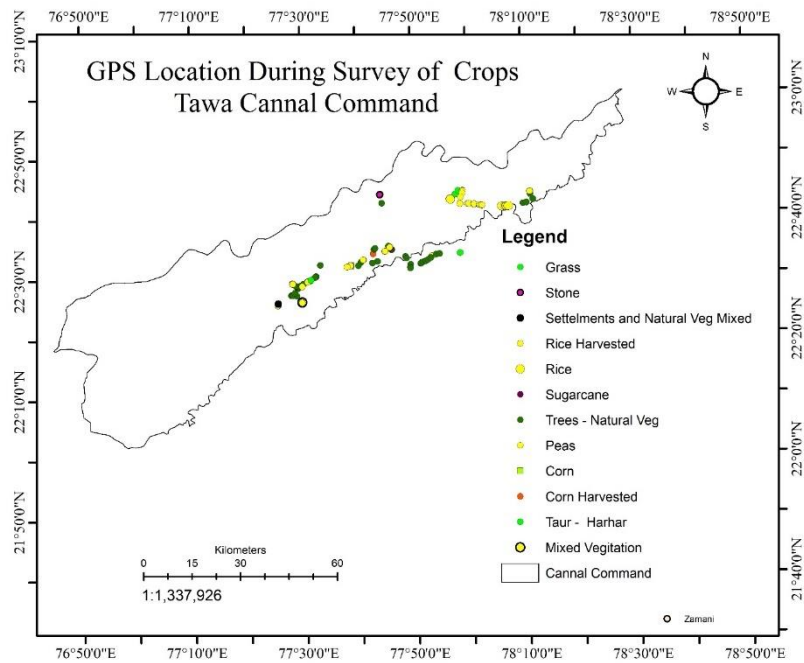 76°50'0"E 77°10'0"E 77°30'0"E 77°50'0"E 78°10'0"E 78°30'0"E 78°50'0"E
GPS Location During Survey of Crops
Tawa Cannal Command
N
W E
S
23°10'0"N
22°50'0"N
22°30'0"N
22°10'0"N
21°50'0"N
23°0'0"N
22°40'0"N
22°20'0"N
22°0'0"N
21°40'0"N
Legend
Grass
Stone
Settelments and Natural Veg Mixed
Rice Harvested
Rice
Sugarcane
Trees - Natural Veg
Peas
Corn
Corn Harvested
Taur - Harhar
Mixed Vegitation
Cannal Command
Kilometers
0 15 30 60
1:1,337,926
Zamani
76°50'0"E 77°10'0"E 77°30'0"E 77°50'0"E 78°10'0"E 78°30'0"E